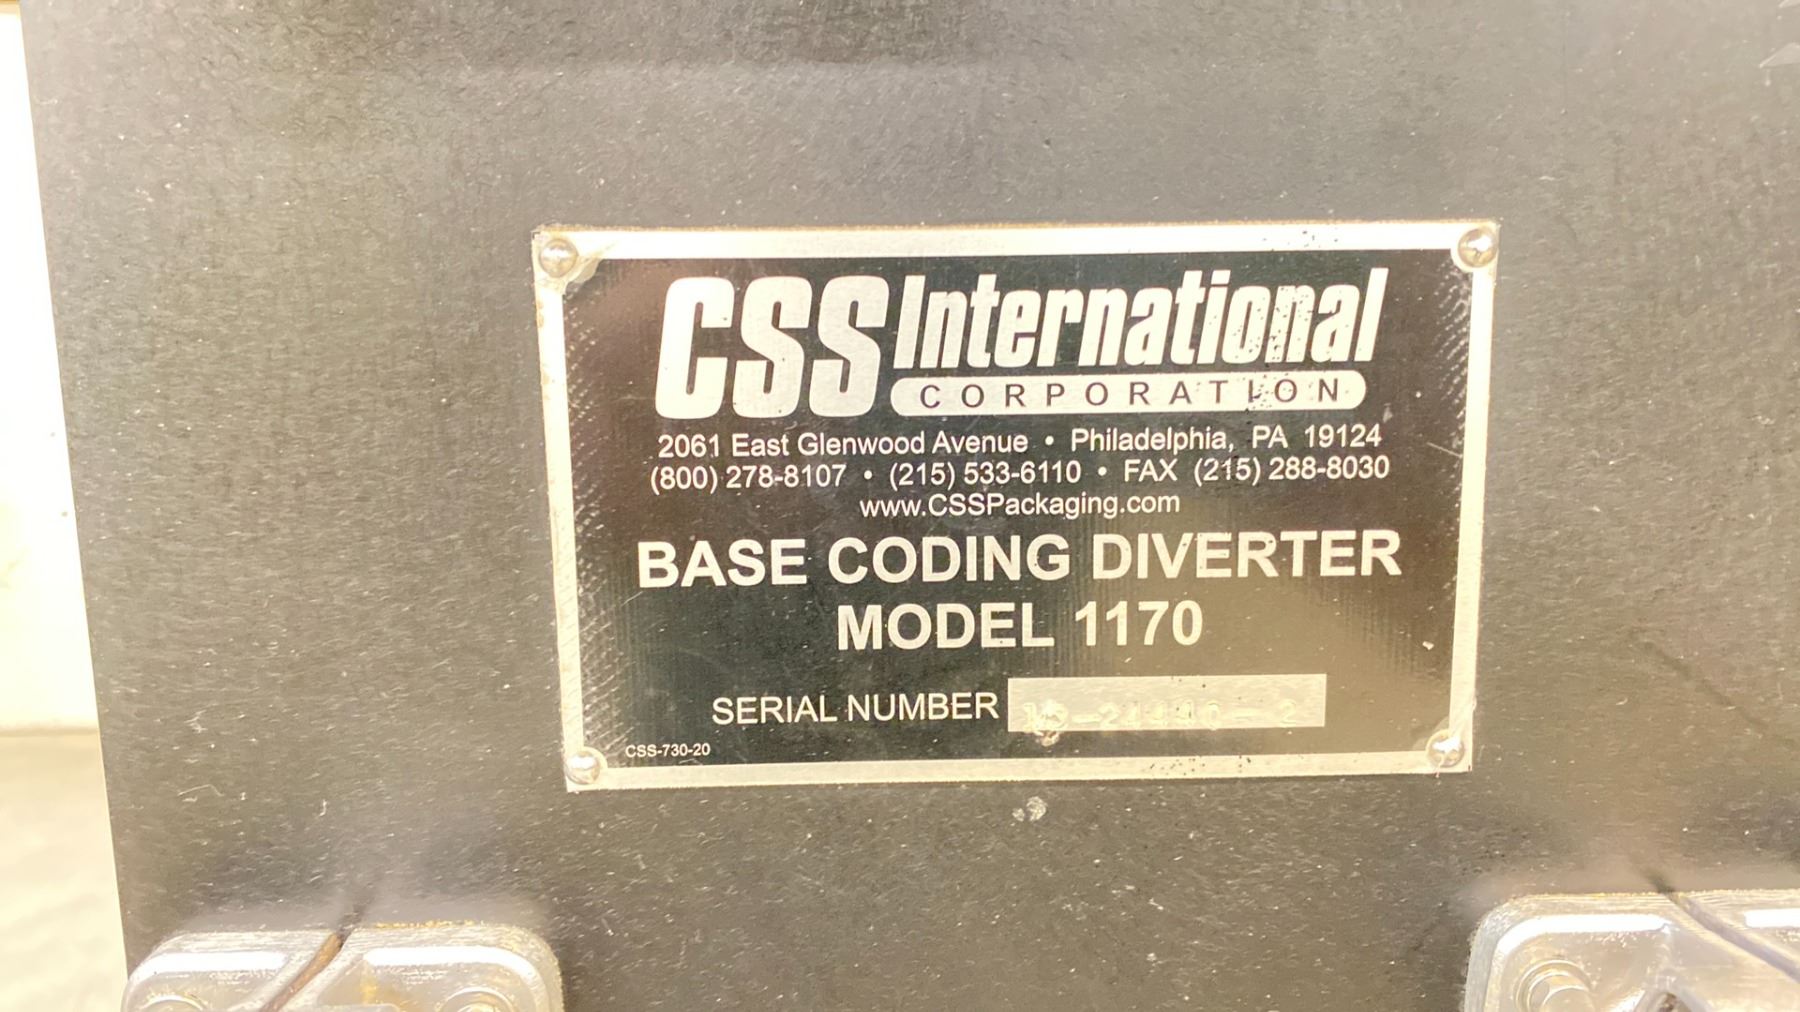 CSS International
CORPORATION
2061 East Glenwood Avenue • Philadelphia, PA 19124
(800) 278-8107 • (215) 533-6110 • FAX (215) 288-8030
www.CSSPackaging.com
BASE CODING DIVERTER
MODEL 1170
SERIAL NUMBER
CSS-730-20